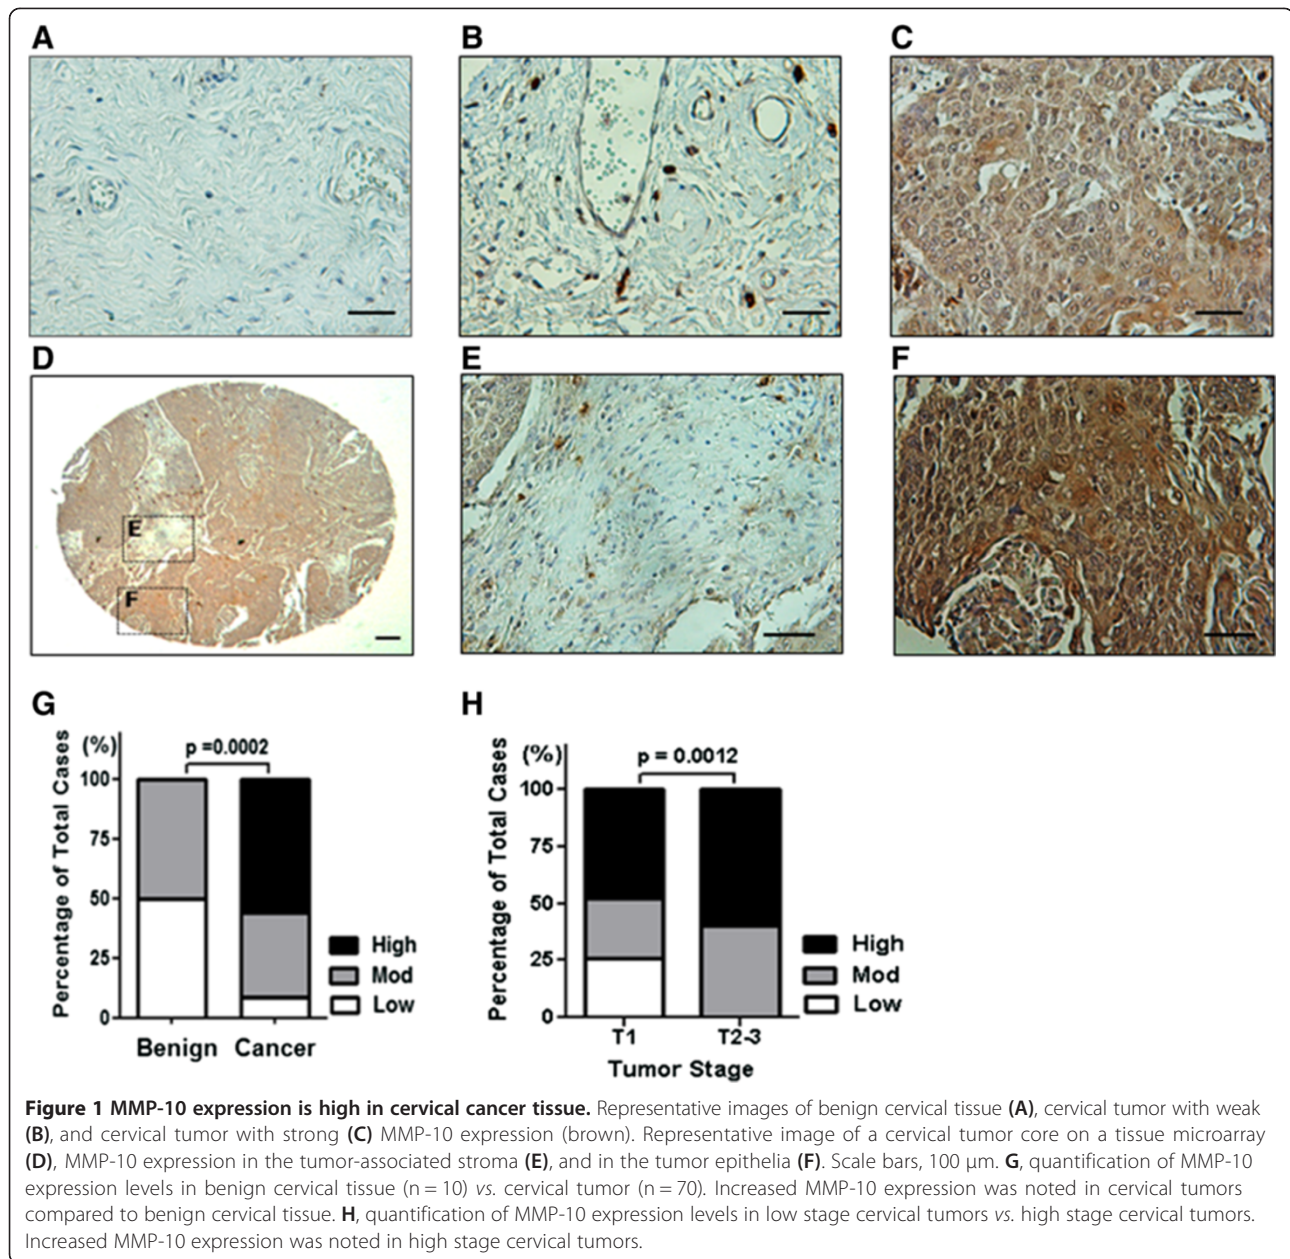 A
B
C
D
E
F
E
F
G
H
(%)
p =0.0002
Percentage of Total Cases
100
75
50
25
0
Benign Cancer
High
Mod
Low
(%)
p = 0.0012
Percentage of Total Cases
100
75
50
25
0
T1 T2-3
Tumor Stage
High
Mod
Low
Figure 1 MMP-10 expression is high in cervical cancer tissue. Representative images of benign cervical tissue (A), cervical tumor with weak
(B), and cervical tumor with strong (C) MMP-10 expression (brown). Representative image of a cervical tumor core on a tissue microarray
(D), MMP-10 expression in the tumor-associated stroma (E), and in the tumor epithelia (F). Scale bars, 100 μm. G, quantification of MMP-10
expression levels in benign cervical tissue (n = 10) vs. cervical tumor (n = 70). Increased MMP-10 expression was noted in cervical tumors
compared to benign cervical tissue. H, quantification of MMP-10 expression levels in low stage cervical tumors vs. high stage cervical tumors.
Increased MMP-10 expression was noted in high stage cervical tumors.